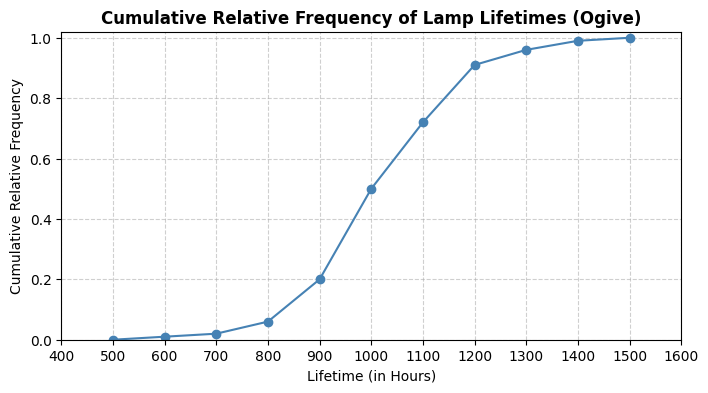 Cumulative Relative Frequency of Lamp Lifetimes (Ogive)
Cumulative Relative Frequency
1.0
0.8
0.6
0.4
0.2
0.0
400 500 600 700 800 900 1000 1100 1200 1300 1400 1500 1600
Lifetime (in Hours)